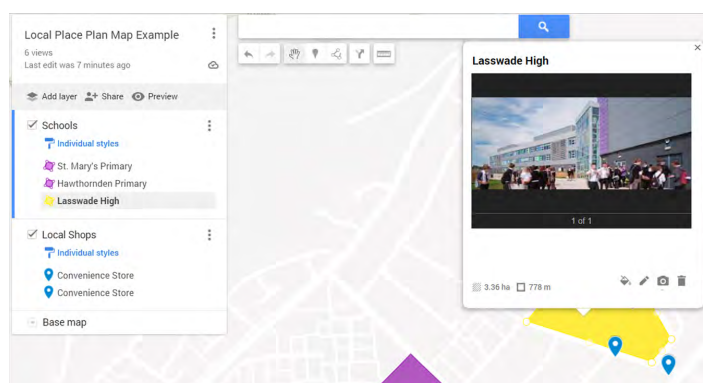 Local Place Plan Map Example
6 views
Last edit was 7 minutes ago
Add layer
Share
Preview
Schools
Individual styles
St. Mary's Primary
Hawthornden Primary
Lasswade High
Local Shops
Individual styles
Convenience Store
Convenience Store
Base map
Lasswade High
1 of 1
3.36 ha
778 m